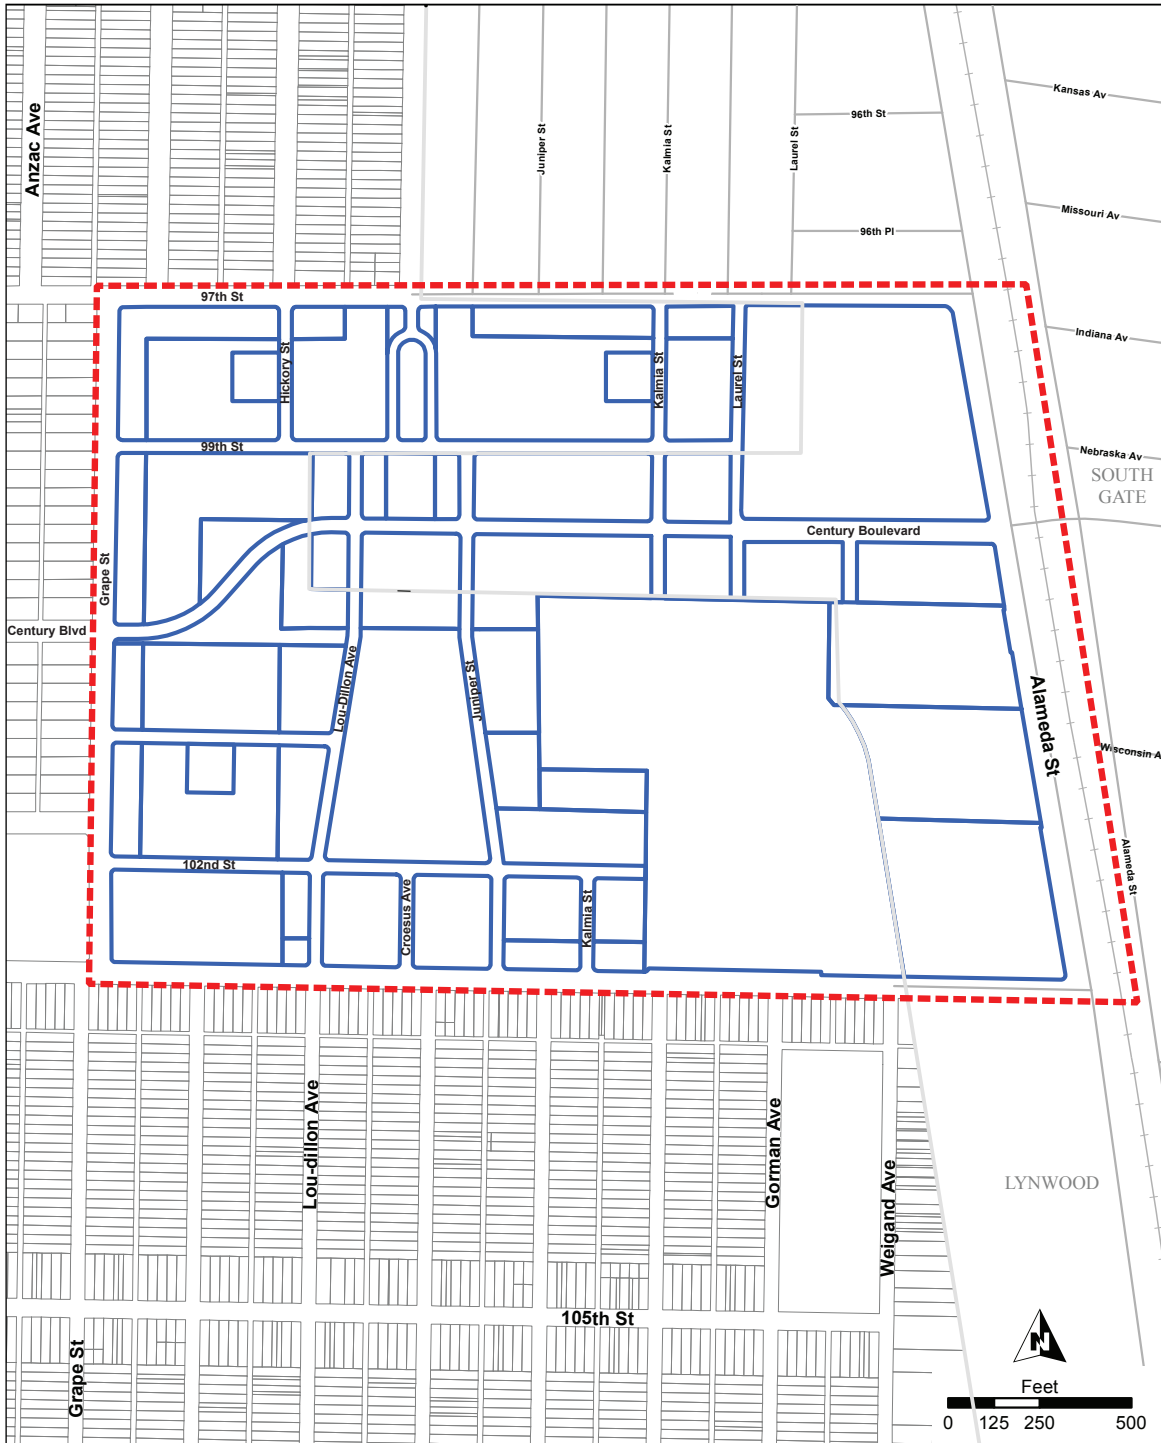 Anzac Ave
Juniper St
Kalmia St
Laurel St
96th St
96th Pl
Kansas Av
Missouri Av
Indiana Av
Nebraska Av
SOUTH
GATE
97th St
Hickory St
Kalmia St
Laurel St
99th St
Century Boulevard
Grape St
Century Blvd
Lou-Dillon Ave
Juniper St
Alameda St
Wisconsin A
Alameda St
102nd St
Croesus Ave
Kalmia St
Lou-dillon Ave
Gorman Ave
Weigand Ave
LYNWOOD
105th St
Grape St
N
Feet
0 125 250 500